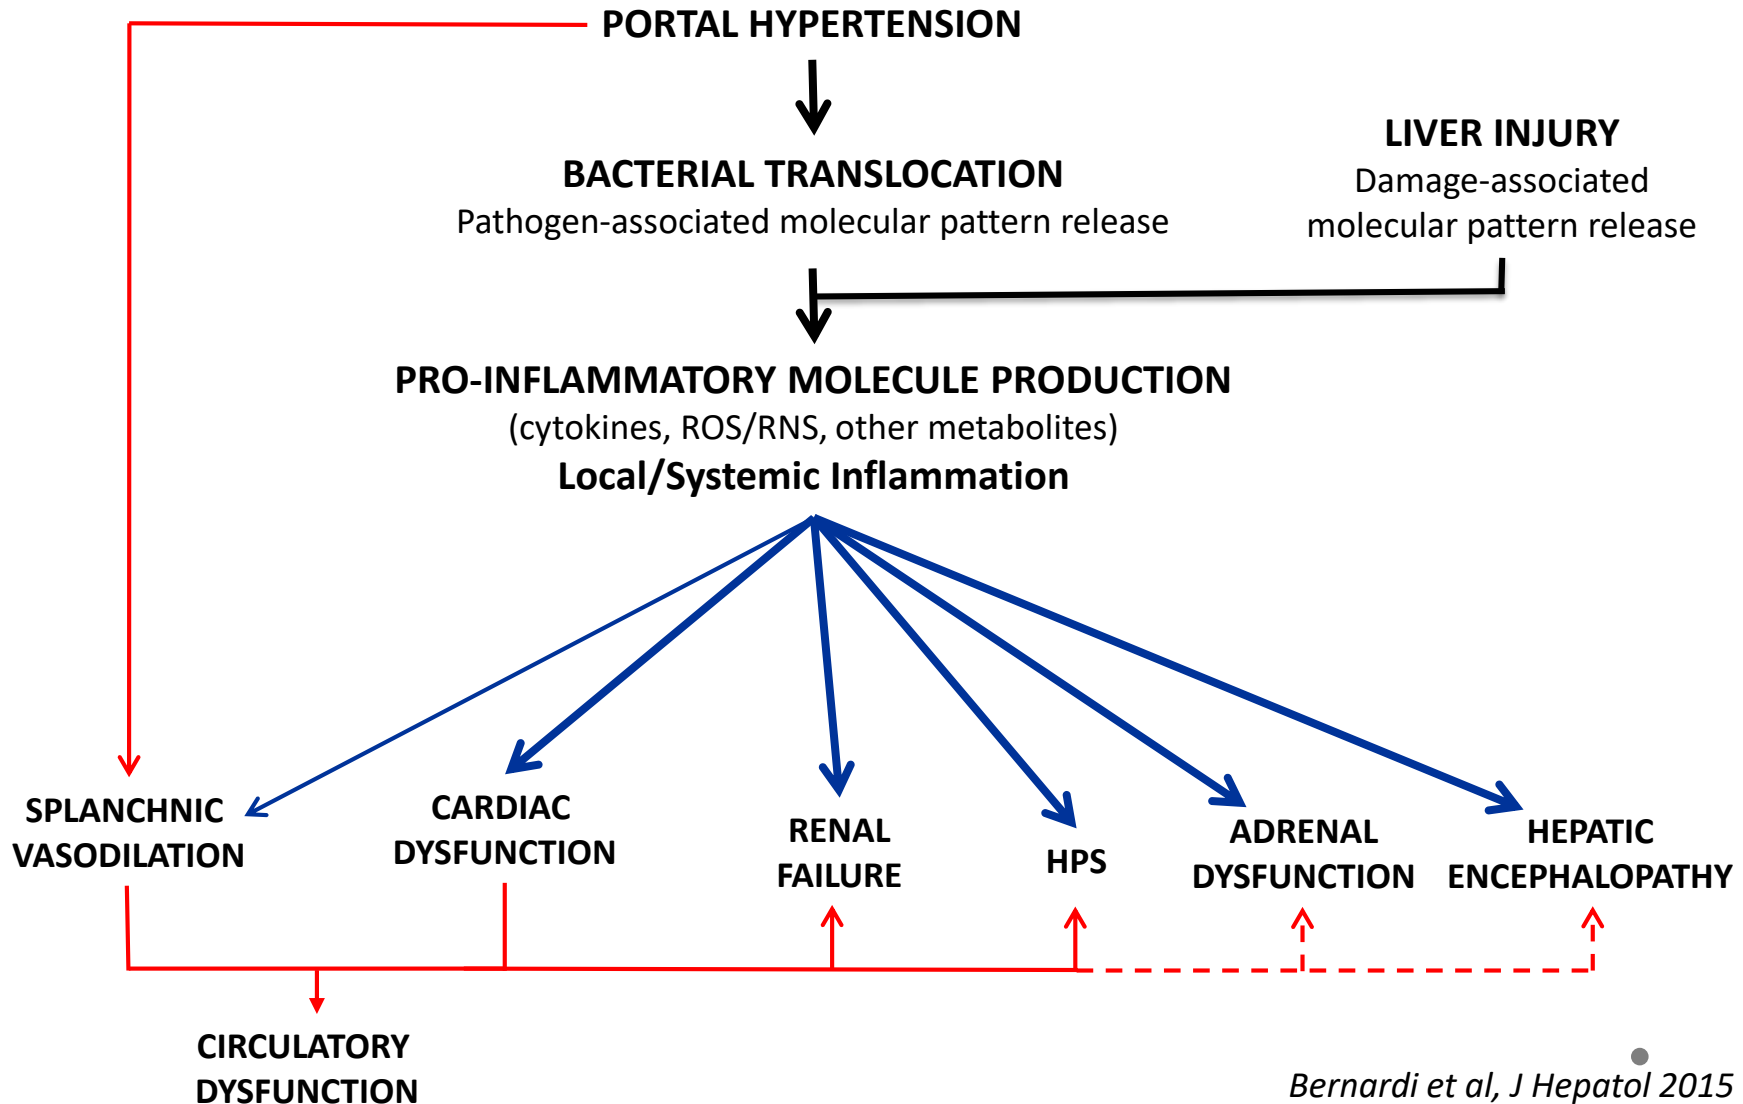 PORTAL HYPERTENSION
LIVER INJURY
Damage-associated
molecular pattern release
BACTERIAL TRANSLOCATION
Pathogen-associated molecular pattern release
PRO-INFLAMMATORY MOLECULE PRODUCTION
(cytokines, ROS/RNS, other metabolites)
Local/Systemic Inflammation
SPLANCHNIC
VASODILATION
CARDIAC
DYSFUNCTION
RENAL
FAILURE
HPS
ADRENAL
DYSFUNCTION
HEPATIC
ENCEPHALOPATHY
CIRCULATORY
DYSFUNCTION
Bernardi et al, J Hepatol 2015